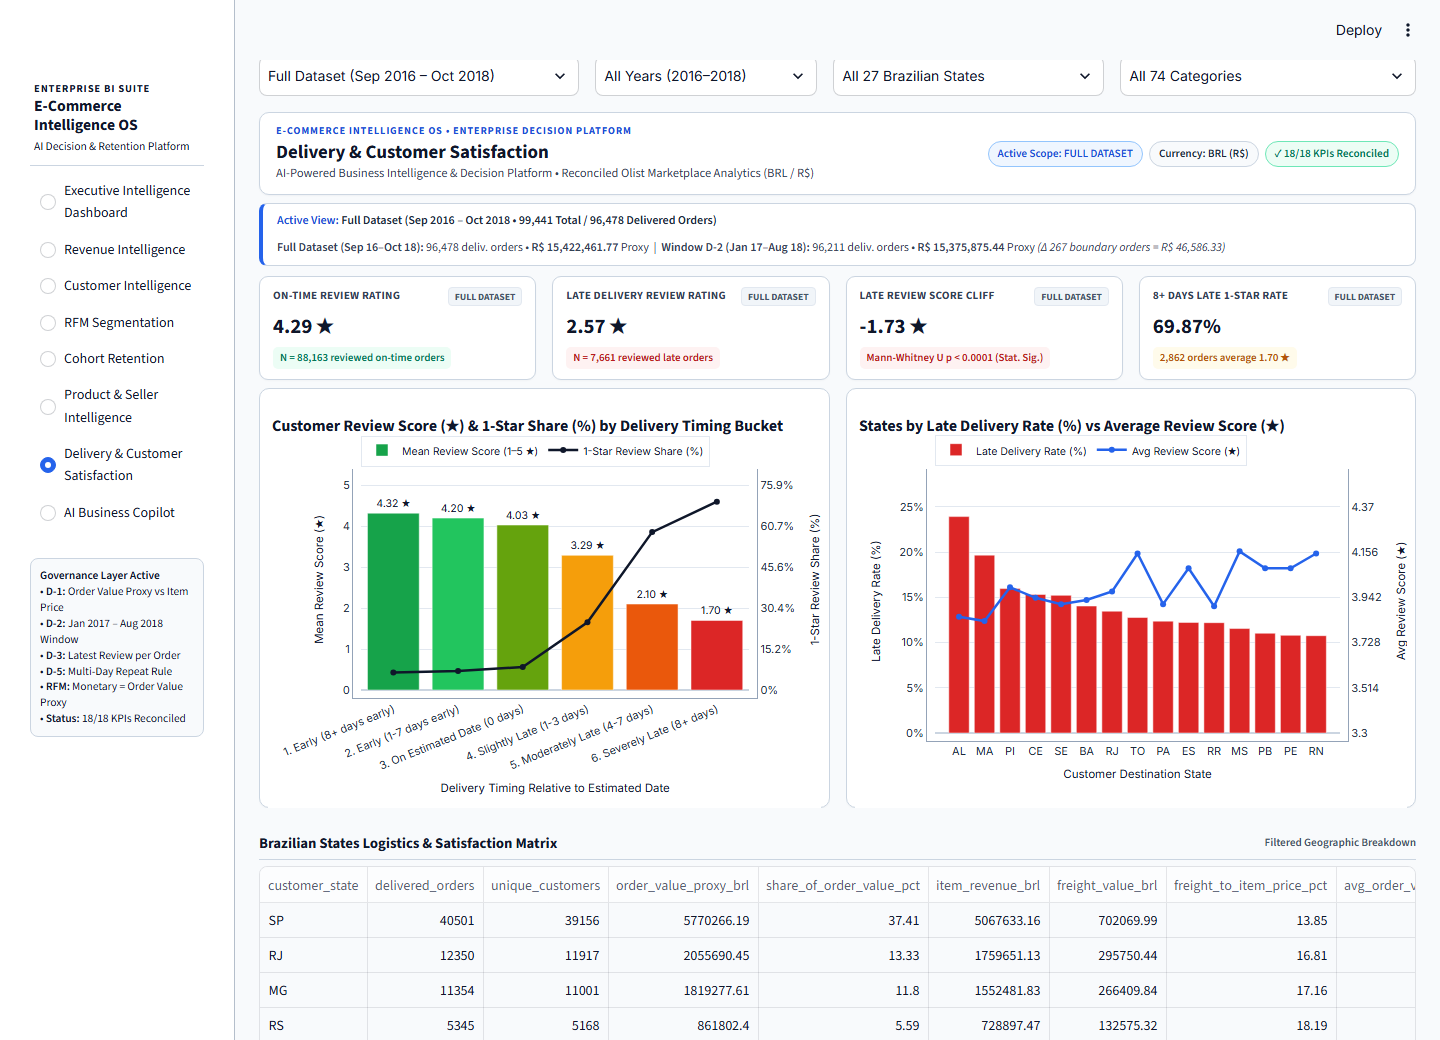 Deploy
Full Dataset (Sep 2016 – Oct 2018)
All Years (2016–2018)
All 27 Brazilian States
All 74 Categories
ENTERPRISE BI SUITE
E-Commerce
Intelligence OS
AI Decision & Retention Platform
Executive Intelligence
Dashboard
Revenue Intelligence
Customer Intelligence
RFM Segmentation
Cohort Retention
Product & Seller
Intelligence
Delivery & Customer
Satisfaction
AI Business Copilot
Governance Layer Active
• D-1: Order Value Proxy vs Item
Price
• D-2: Jan 2017 – Aug 2018
Window
• D-3: Latest Review per Order
• D-5: Multi-Day Repeat Rule
• RFM: Monetary = Order Value
Proxy
• Status: 18/18 KPIs Reconciled
E-COMMERCE INTELLIGENCE OS • ENTERPRISE DECISION PLATFORM
Delivery & Customer Satisfaction
AI-Powered Business Intelligence & Decision Platform • Reconciled Olist Marketplace Analytics (BRL / R$)
Active Scope: FULL DATASET
Currency: BRL (R$)
✓ 18/18 KPIs Reconciled
Active View: Full Dataset (Sep 2016 – Oct 2018 • 99,441 Total / 96,478 Delivered Orders)
Full Dataset (Sep 16–Oct 18): 96,478 deliv. orders • R$ 15,422,461.77 Proxy | Window D-2 (Jan 17–Aug 18): 96,211 deliv. orders • R$ 15,375,875.44 Proxy (Δ 267 boundary orders = R$ 46,586.33)
ON-TIME REVIEW RATING
FULL DATASET
4.29 ★
N = 88,163 reviewed on-time orders
LATE DELIVERY REVIEW RATING
FULL DATASET
2.57 ★
N = 7,661 reviewed late orders
LATE REVIEW SCORE CLIFF
FULL DATASET
-1.73 ★
Mann-Whitney U p < 0.0001 (Stat. Sig.)
8+ DAYS LATE 1-STAR RATE
FULL DATASET
69.87%
2,862 orders average 1.70 ★
Customer Review Score (★) & 1-Star Share (%) by Delivery Timing Bucket
Mean Review Score (1–5 ★)
1-Star Review Share (%)
Mean Review Score (★)
5
4
3
2
1
0
4.32 ★
4.20 ★
4.03 ★
3.29 ★
2.10 ★
1.70 ★
75.9%
60.7%
45.6%
30.4%
15.2%
0%
1-Star Review Share (%)
1. Early (8+ days early)
2. Early (1-7 days early)
3. On Estimated Date (0 days)
4. Slightly Late (1-3 days)
5. Moderately Late (4-7 days)
6. Severely Late (8+ days)
Delivery Timing Relative to Estimated Date
States by Late Delivery Rate (%) vs Average Review Score (★)
Late Delivery Rate (%)
Avg Review Score (★)
Late Delivery Rate (%)
25%
20%
15%
10%
5%
0%
4.37
4.156
3.942
3.728
3.514
3.3
Avg Review Score (★)
AL MA PI CE SE BA RJ TO PA ES RR MS PB PE RN
Customer Destination State
Brazilian States Logistics & Satisfaction Matrix
Filtered Geographic Breakdown
customer_state delivered_orders unique_customers order_value_proxy_brl share_of_order_value_pct item_revenue_brl freight_value_brl freight_to_item_price_pct avg_order_v
SP 40501 39156 5770266.19 37.41 5067633.16 702069.99 13.85
RJ 12350 11917 2055690.45 13.33 1759651.13 295750.44 16.81
MG 11354 11001 1819277.61 11.8 1552481.83 266409.84 17.16
RS 5345 5168 861802.4 5.59 728897.47 132575.32 18.19